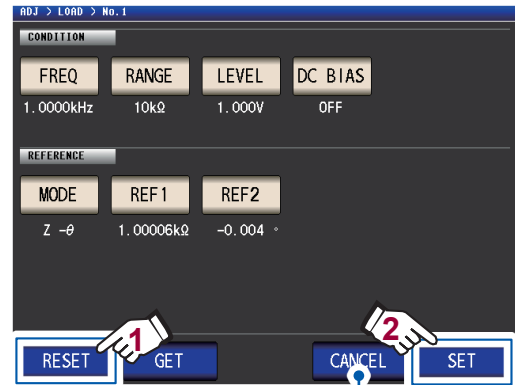 ADJ > LOAD > No.1
CONDITION
FREQ RANGE LEVEL DC BIAS
1.0000kHz 10kΩ 1.000V OFF
REFERENCE
MODE REF1 REF2
Z -θ 1.00006kΩ -0.004 °
1 2
RESET GET CANCEL SET